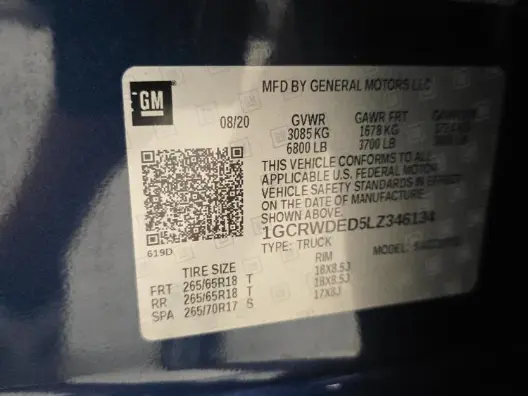 GM
MFD BY GENERAL MOTORS LLC
08/20 GVWR GAWR FRT
3085 KG 1678 KG
6800 LB 3700 LB
THIS VEHICLE CONFORMS TO ALL
APPLICABLE U.S. FEDERAL MOTOR
VEHICLE SAFETY STANDARDS IN EFFECT
ON THE DATE OF MANUFACTURE
SHOWN ABOVE.
1GCRWDED5LZ346134
619D TYPE: TRUCK MODEL:
TIRE SIZE RIM
FRT 265/65R18 T 18X8.5J
RR 265/65R18 T 18X8.5J
SPA 265/70R17 S 17X8J